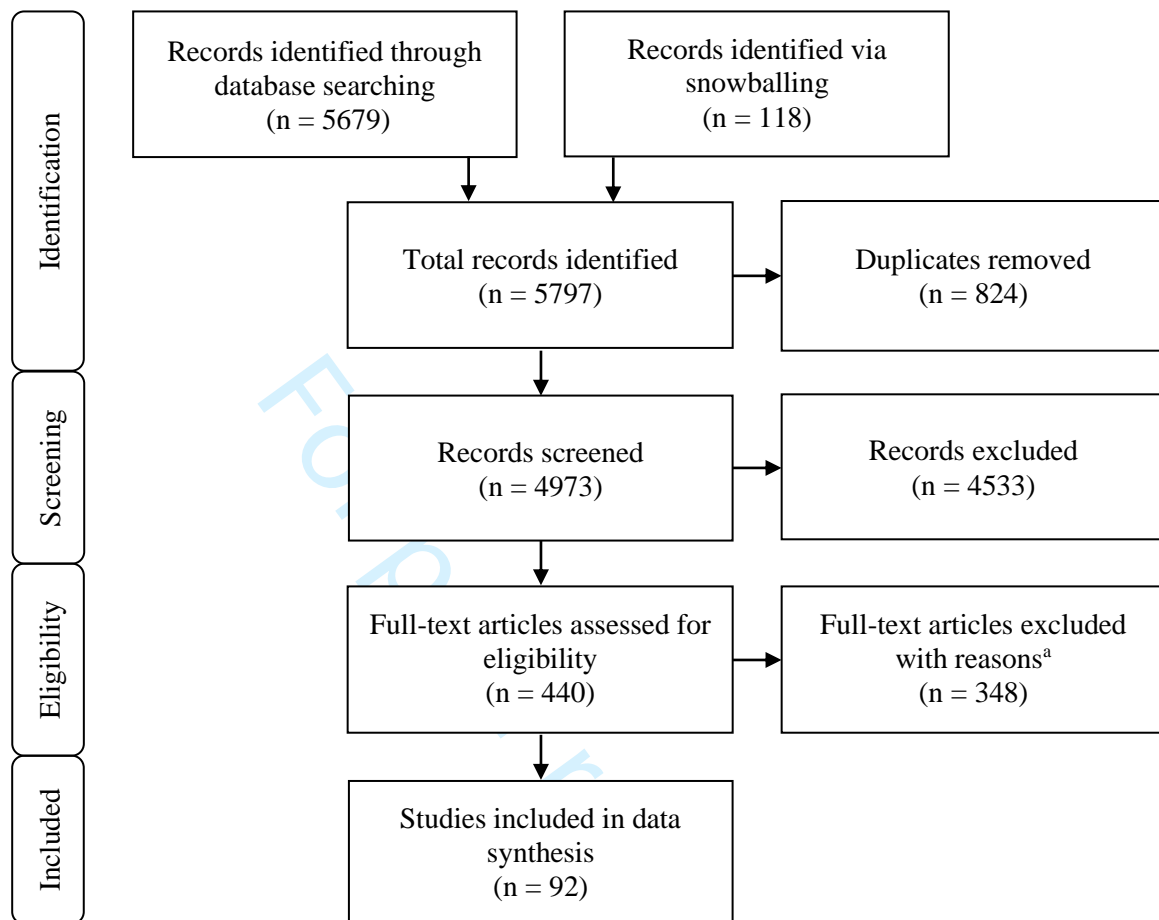 Identification
Records identified through
database searching
(n = 5679)
Records identified via
snowballing
(n = 118)
Total records identified
(n = 5797)
Duplicates removed
(n = 824)
Screening
Records screened
(n = 4973)
Records excluded
(n = 4533)
Eligibility
Full-text articles assessed for
eligibility
(n = 440)
Full-text articles excluded
with reasonsᵃ
(n = 348)
Included
Studies included in data
synthesis
(n = 92)
For